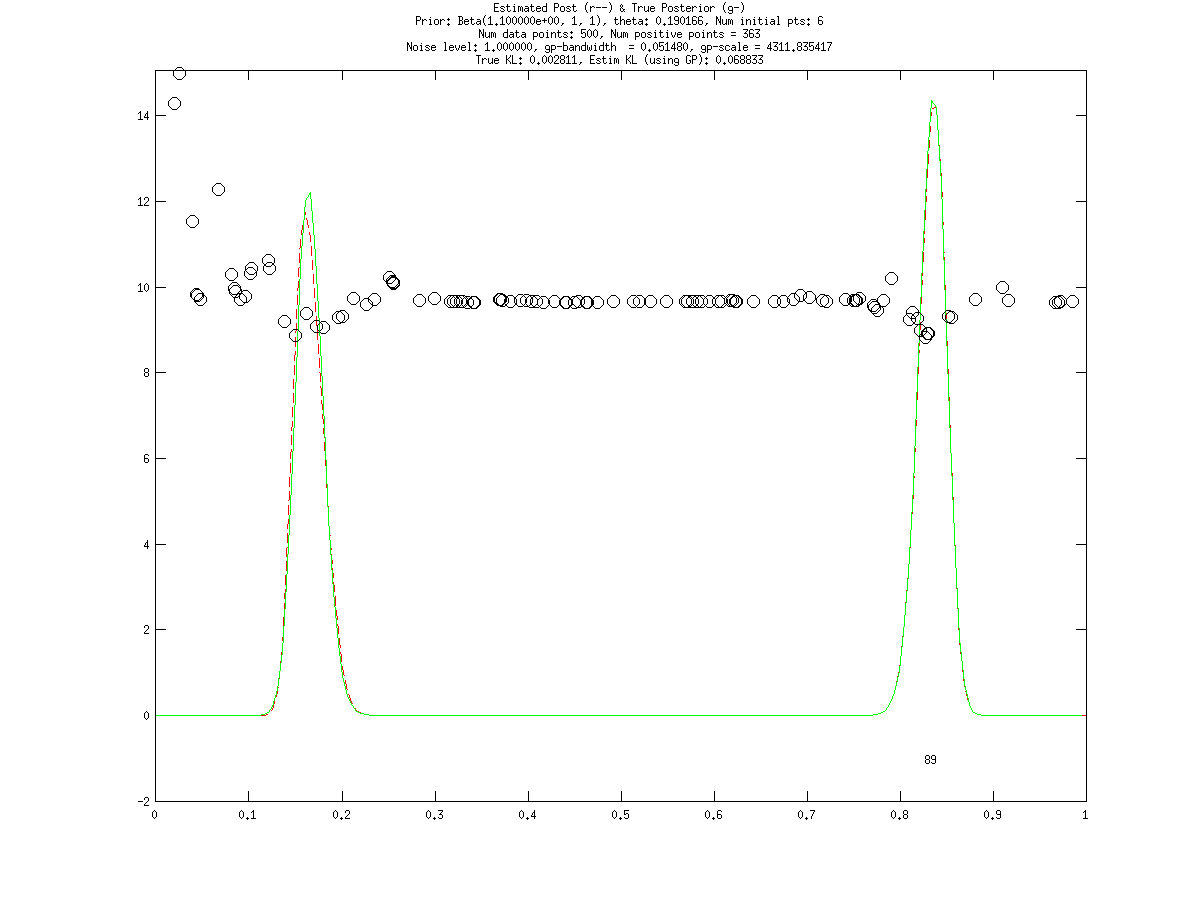 Estimated Post (r--) & True Posterior (g-)
Prior: Beta(1.100000e+00, 1, 1), theta: 0.190166, Num initial pts: 6
Num data points: 500, Num positive points = 363
Noise level: 1.000000, gp-bandwidth  = 0.051480, gp-scale = 4311.835417
True KL: 0.002811, Estim KL (using GP): 0.068833
14
12
10
8
6
4
2
0
89
-2
0 0.1 0.2 0.3 0.4 0.5 0.6 0.7 0.8 0.9 1